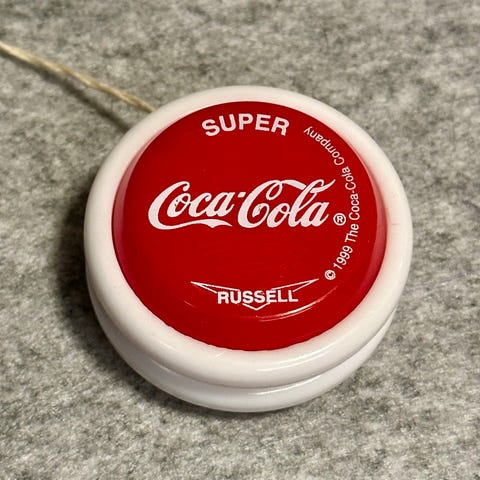 SUPER
Coca-Cola®
RUSSELL
© 1999 The Coca-Cola Company